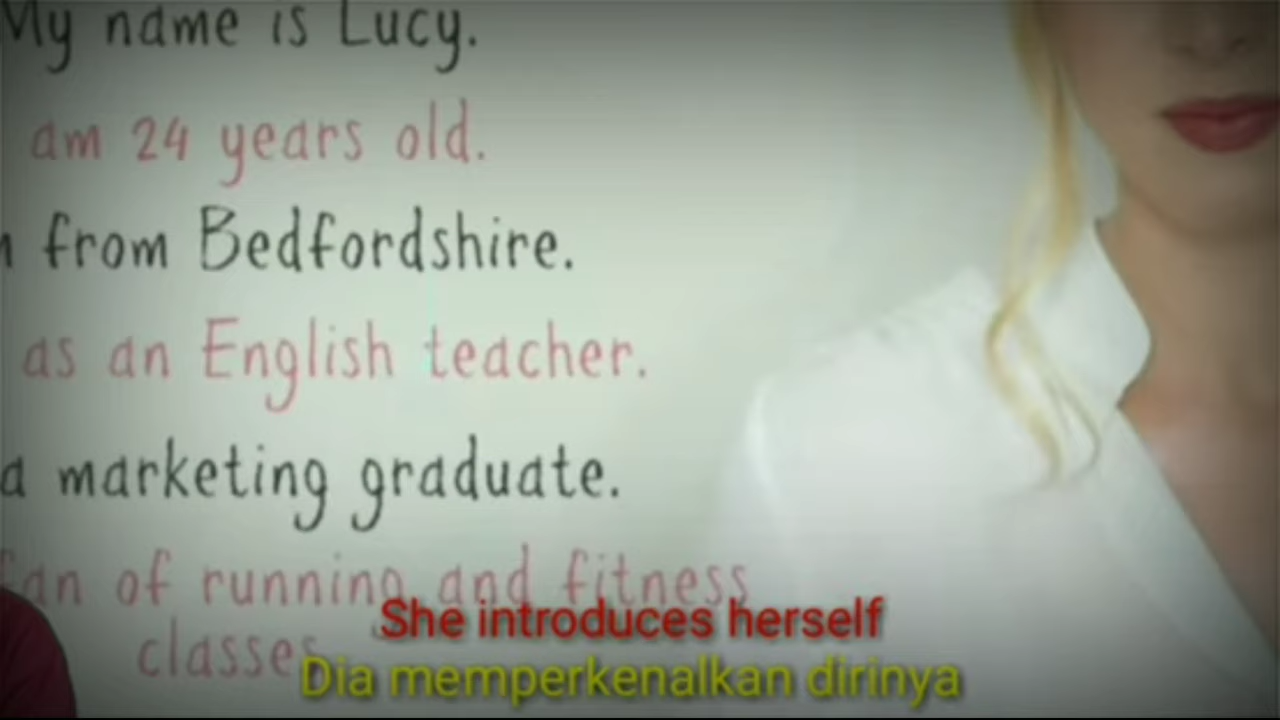 My name is Lucy.
am 24 years old.
from Bedfordshire.
as an English teacher.
a marketing graduate.
fan of running and fitness
classes
She introduces herself
Dia memperkenalkan dirinya